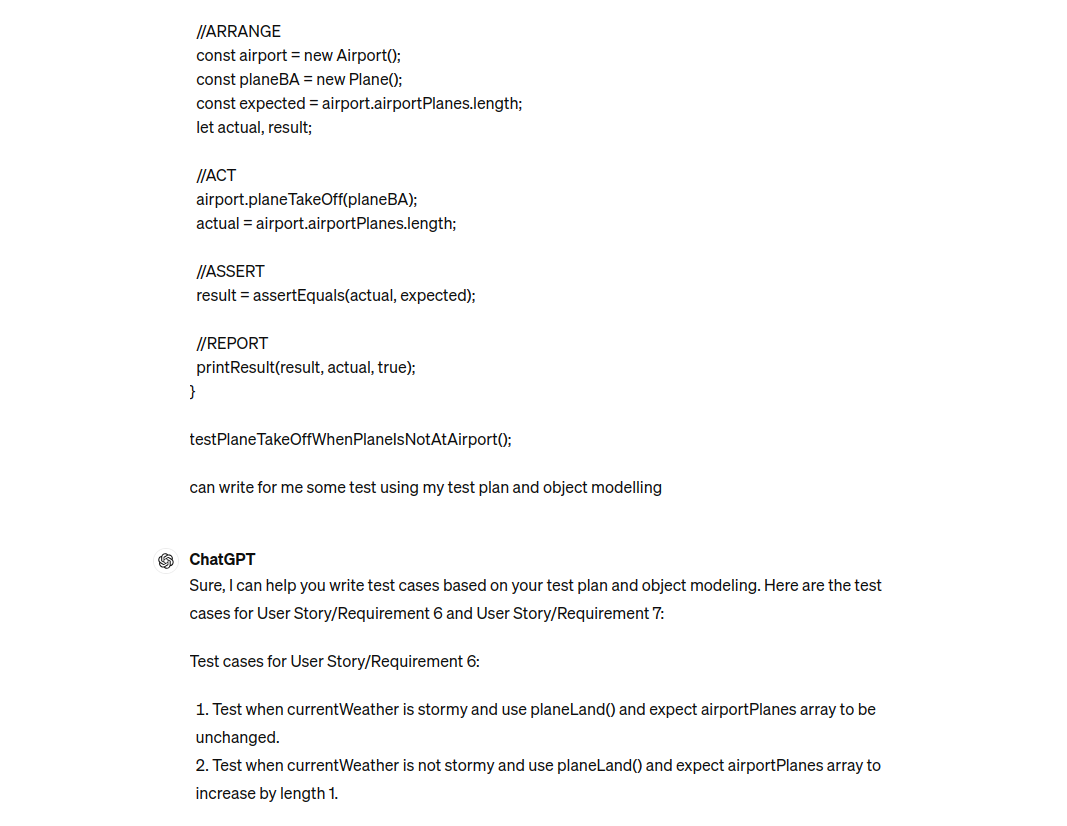 //ARRANGE
const airport = new Airport();
const planeBA = new Plane();
const expected = airport.airportPlanes.length;
let actual, result;
//ACT
airport.planeTakeOff(planeBA);
actual = airport.airportPlanes.length;
//ASSERT
result = assertEquals(actual, expected);
//REPORT
printResult(result, actual, true);
}
testPlaneTakeOffWhenPlaneIsNotAtAirport();
can write for me some test using my test plan and object modelling
ChatGPT
Sure, I can help you write test cases based on your test plan and object modeling. Here are the test
cases for User Story/Requirement 6 and User Story/Requirement 7:
Test cases for User Story/Requirement 6:
1. Test when currentWeather is stormy and use planeLand() and expect airportPlanes array to be
unchanged.
2. Test when currentWeather is not stormy and use planeLand() and expect airportPlanes array to
increase by length 1.